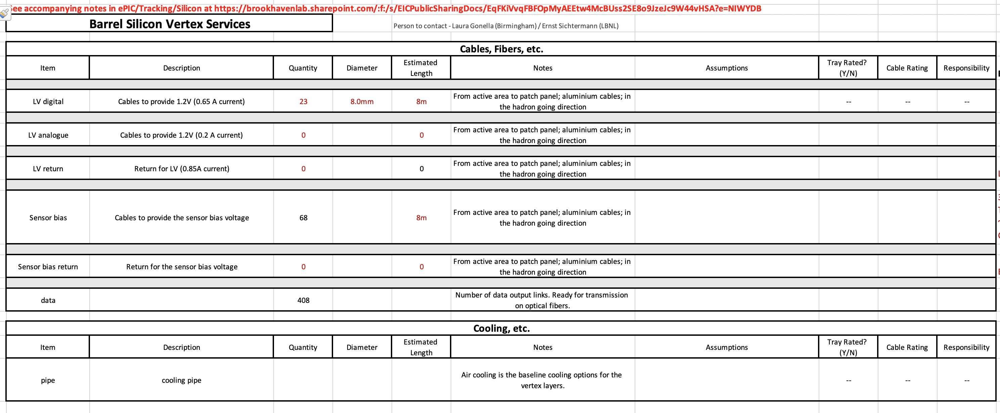 See accompanying notes in ePIC/Tracking/Silicon at https://brookhavenlab.sharepoint.com/:f:/s/EICPublicSharingDocs/EqFKiVvqFBFOpMyAEEtw4McBUss2SE8o9JzeJc9W44vHSA?e=NIWYDB
Barrel Silicon Vertex Services
Person to contact - Laura Gonella (Birmingham) / Ernst Sichtermann (LBNL)
Cables, Fibers, etc.
Item
Description
Quantity
Diameter
Estimated
Length
Notes
Assumptions
Tray Rated?
(Y/N)
Cable Rating
Responsibility
LV digital
Cables to provide 1.2V (0.65 A current)
23
8.0mm
8m
From active area to patch panel; aluminium cables; in
the hadron going direction
--
--
--
LV analogue
Cables to provide 1.2V (0.2 A current)
0
0
From active area to patch panel; aluminium cables; in
the hadron going direction
LV return
Return for LV (0.85A current)
0
0
From active area to patch panel; aluminium cables; in
the hadron going direction
Sensor bias
Cables to provide the sensor bias voltage
68
8m
From active area to patch panel; aluminium cables; in
the hadron going direction
Sensor bias return
Return for the sensor bias voltage
0
0
From active area to patch panel; aluminium cables; in
the hadron going direction
data
408
Number of data output links. Ready for transmission
on optical fibers.
Cooling, etc.
Item
Description
Quantity
Diameter
Estimated
Length
Notes
Assumptions
Tray Rated?
(Y/N)
Cable Rating
Responsibility
pipe
cooling pipe
Air cooling is the baseline cooling options for the
vertex layers.
--
--
--